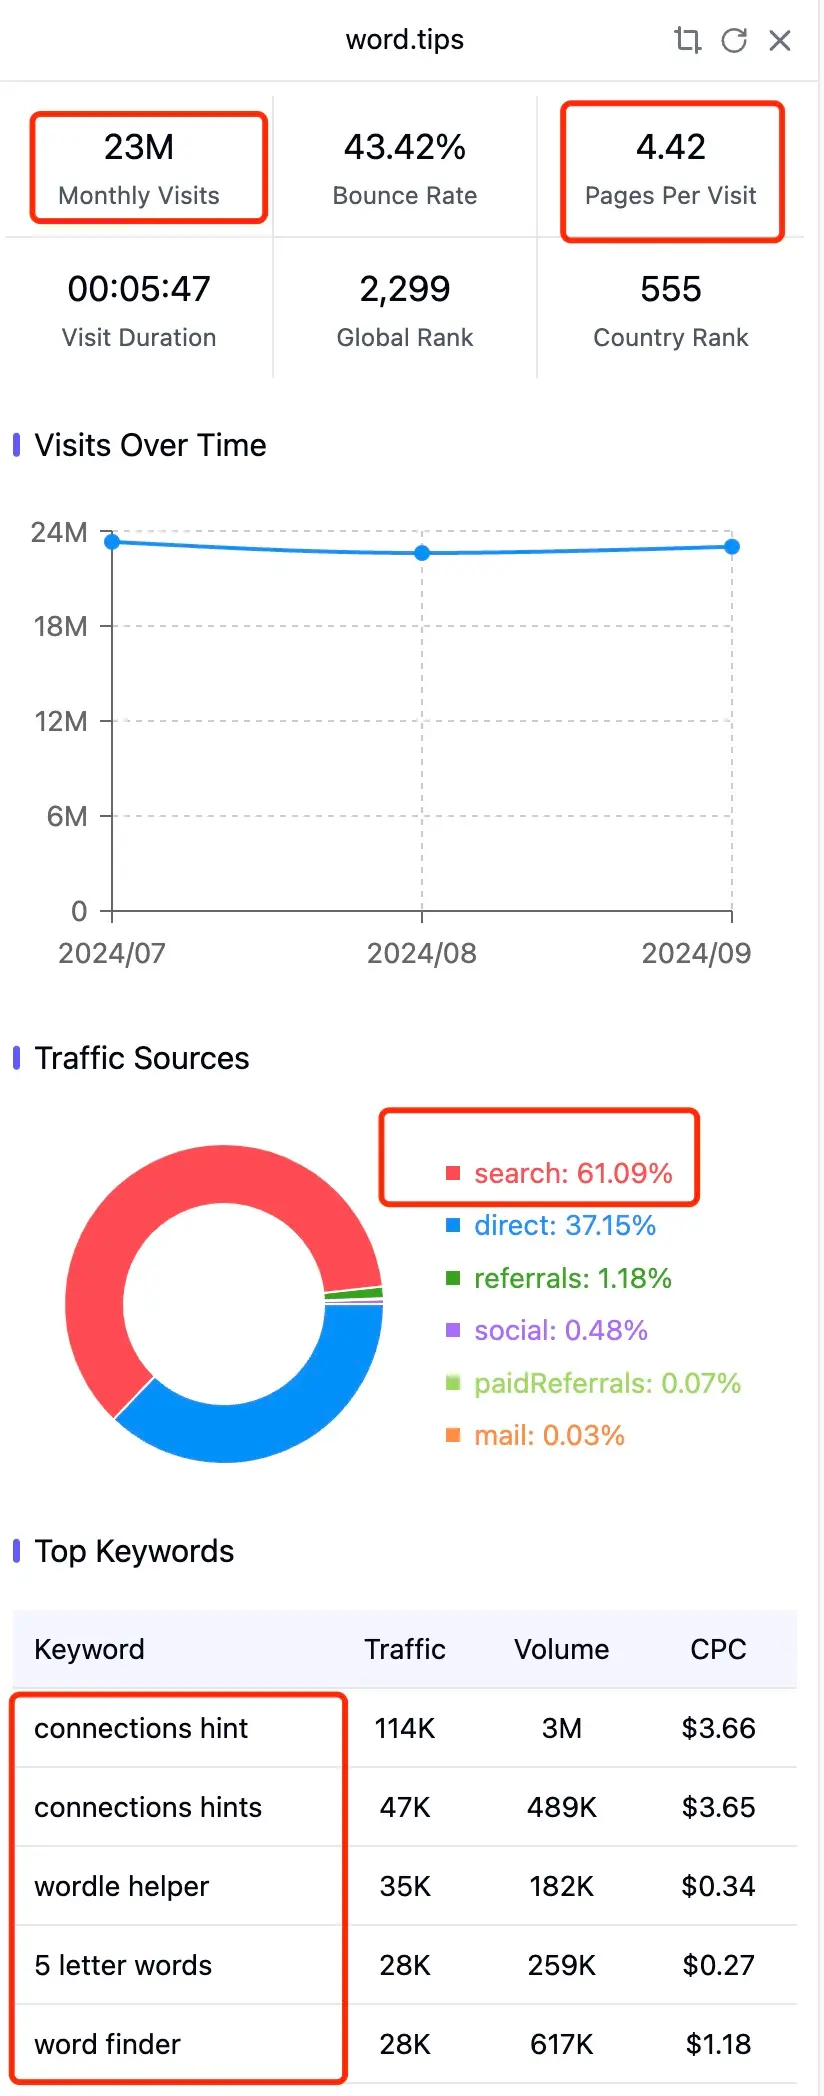 word.tips
23M 43.42% 4.42
Monthly Visits Bounce Rate Pages Per Visit
00:05:47 2,299 555
Visit Duration Global Rank Country Rank
Visits Over Time
24M
18M
12M
6M
0
2024/07 2024/08 2024/09
Traffic Sources
search: 61.09%
direct: 37.15%
referrals: 1.18%
social: 0.48%
paidReferrals: 0.07%
mail: 0.03%
Top Keywords
Keyword Traffic Volume CPC
connections hint 114K 3M $3.66
connections hints 47K 489K $3.65
wordle helper 35K 182K $0.34
5 letter words 28K 259K $0.27
word finder 28K 617K $1.18